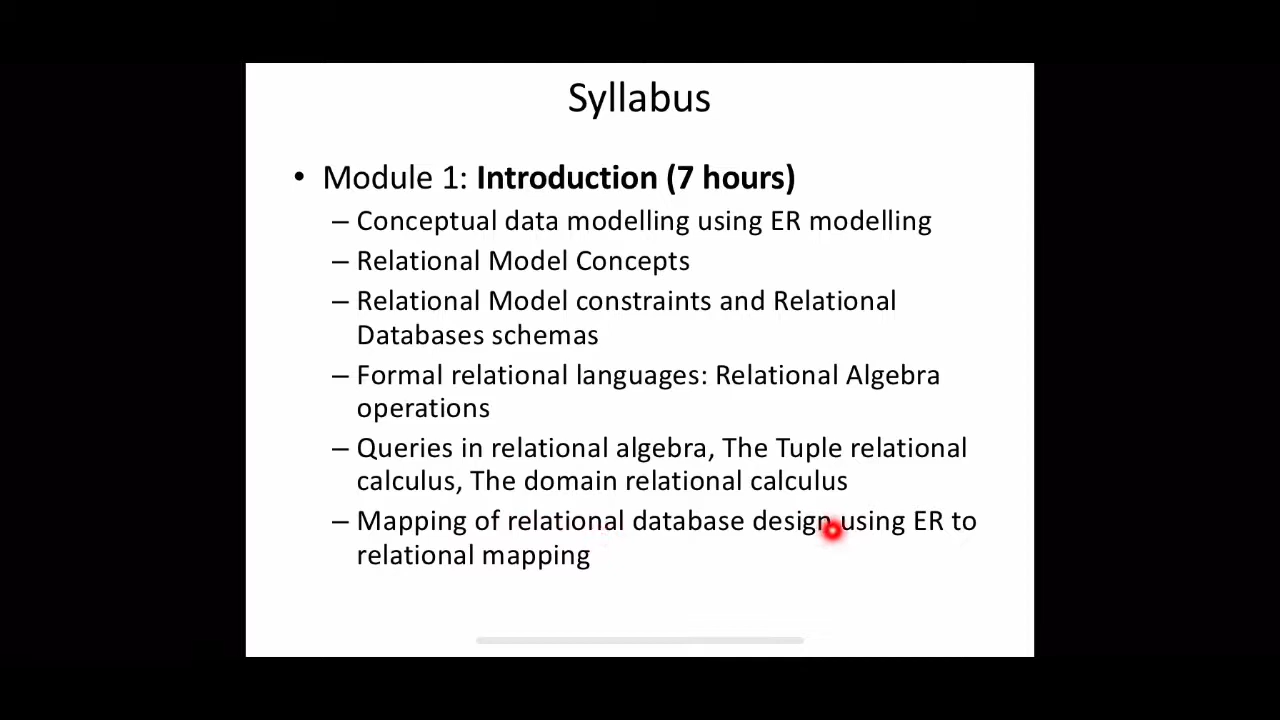 Syllabus
• Module 1: Introduction (7 hours)
– Conceptual data modelling using ER modelling
– Relational Model Concepts
– Relational Model constraints and Relational
Databases schemas
– Formal relational languages: Relational Algebra
operations
– Queries in relational algebra, The Tuple relational
calculus, The domain relational calculus
– Mapping of relational database design using ER to
relational mapping